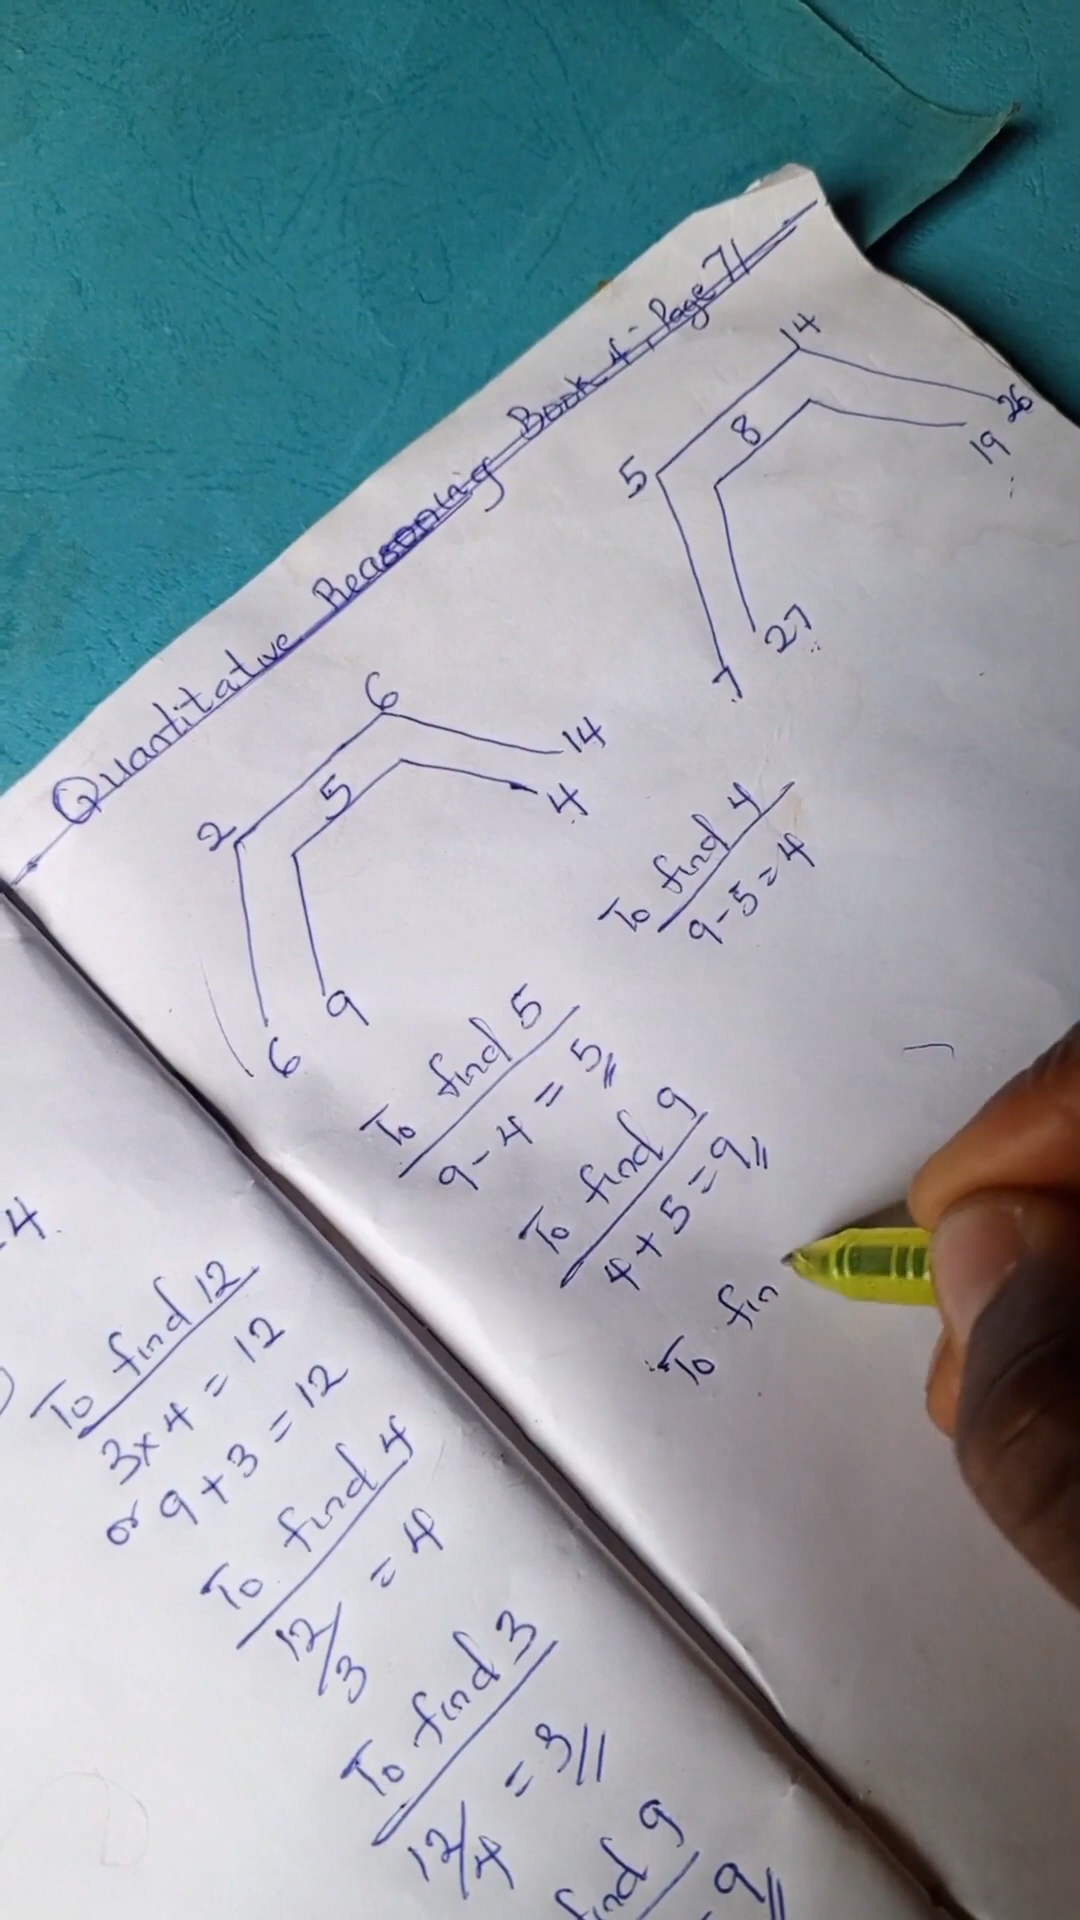 Quantitative Reasoning Book 4; Page 71
6
2
14
5
4
9
6
14
5
26
8
19
27
7
To find 4
9-5=4
To find 5
9-4=5
To find 9
4+5=9
To fin
4
To find 12
3x4=12
or 9+3=12
To find 4
12/3 = 4
To find 3
12/4 = 3
find 9
9